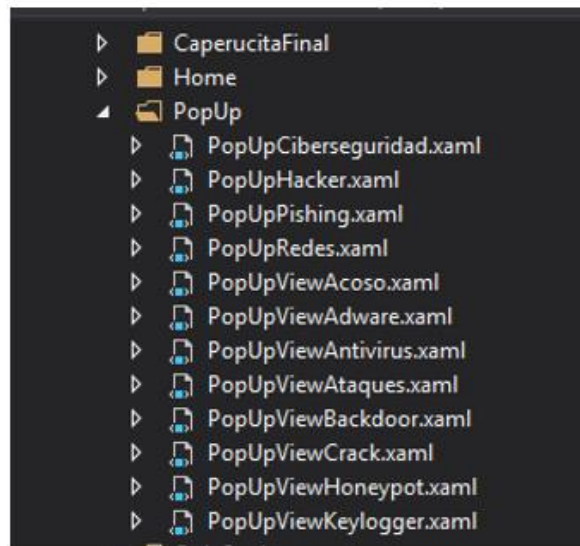 CaperucitaFinal
Home
PopUp
PopUpCiberseguridad.xaml
PopUpHacker.xaml
PopUpPishing.xaml
PopUpRedes.xaml
PopUpViewAcoso.xaml
PopUpViewAdware.xaml
PopUpViewAntivirus.xaml
PopUpViewAtaques.xaml
PopUpViewBackdoor.xaml
PopUpViewCrack.xaml
PopUpViewHoneypot.xaml
PopUpViewKeylogger.xaml